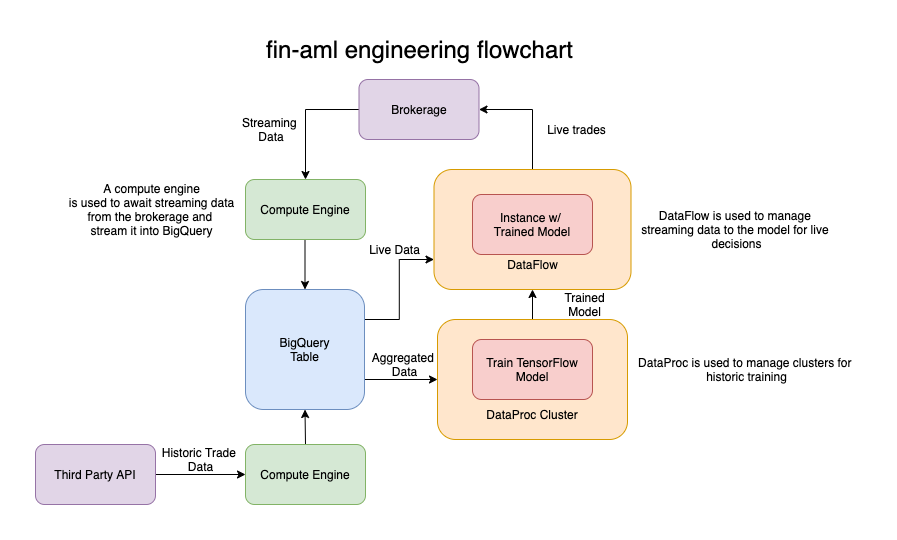 fin-aml engineering flowchart
Brokerage
Streaming
Data
Live trades
A compute engine
is used to await streaming data
from the brokerage and
stream it into BigQuery
Compute Engine
Instance w/
Trained Model
DataFlow
DataFlow is used to manage
streaming data to the model for live
decisions
Live Data
Trained
Model
BigQuery
Table
Aggregated
Data
Train TensorFlow
Model
DataProc Cluster
DataProc is used to manage clusters for
historic training
Third Party API
Historic Trade
Data
Compute Engine